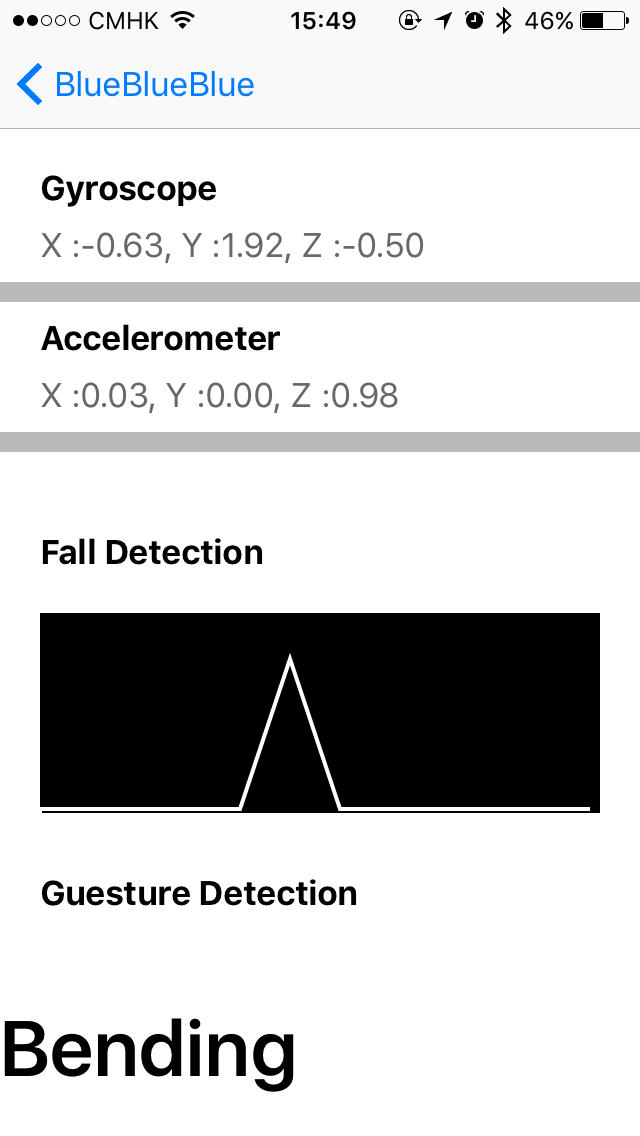 CMHK 15:49 46%
BlueBlueBlue
Gyroscope
X :-0.63, Y :1.92, Z :-0.50
Accelerometer
X :0.03, Y :0.00, Z :0.98
Fall Detection
Guesture Detection
Bending